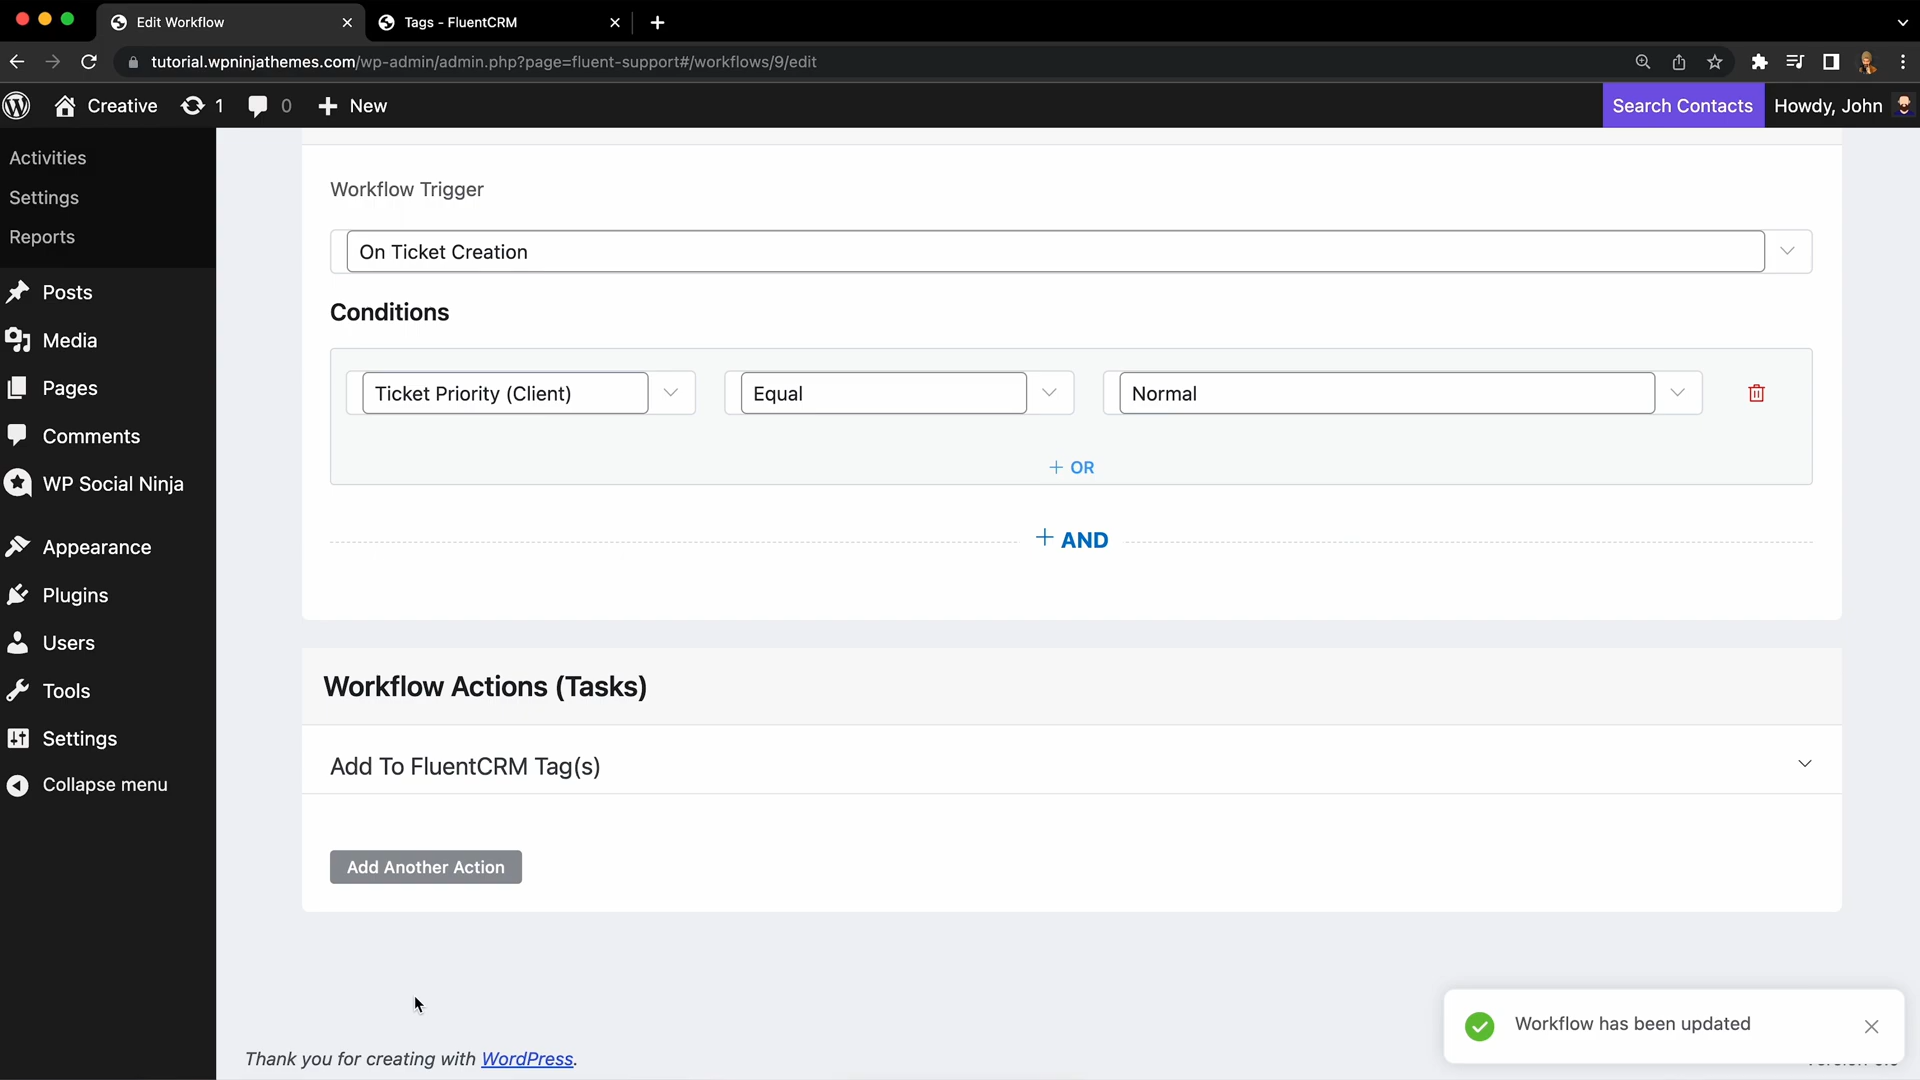 Edit Workflow
Tags - FluentCRM
tutorial.wpninjathemes.com/wp-admin/admin.php?page=fluent-support#/workflows/9/edit
Creative
1
0
New
Search Contacts
Howdy, John
Activities
Settings
Reports
Posts
Media
Pages
Comments
WP Social Ninja
Appearance
Plugins
Users
Tools
Settings
Collapse menu
Workflow Trigger
On Ticket Creation
Conditions
Ticket Priority (Client)
Equal
Normal
+ OR
+ AND
Workflow Actions (Tasks)
Add To FluentCRM Tag(s)
Add Another Action
Workflow has been updated
Thank you for creating with WordPress.